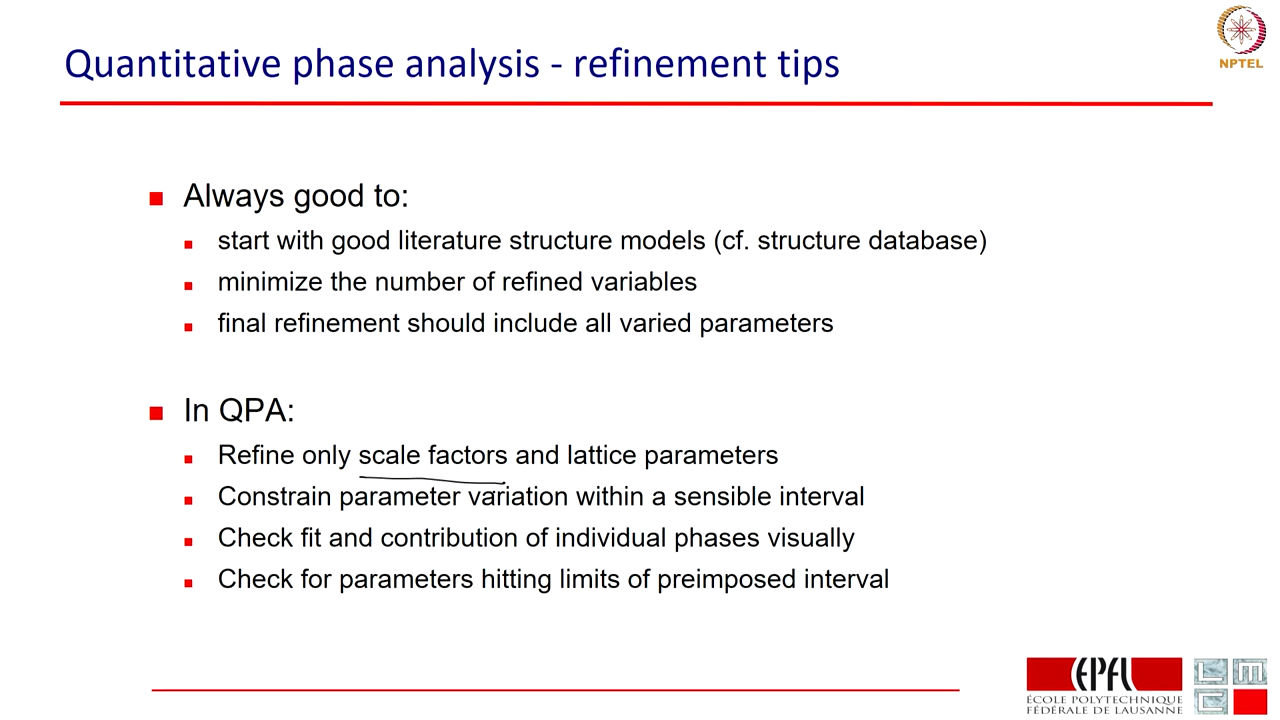 Quantitative phase analysis - refinement tips
NPTEL
Always good to:
start with good literature structure models (cf. structure database)
minimize the number of refined variables
final refinement should include all varied parameters
In QPA:
Refine only scale factors and lattice parameters
Constrain parameter variation within a sensible interval
Check fit and contribution of individual phases visually
Check for parameters hitting limits of preimposed interval
EPFL
ÉCOLE POLYTECHNIQUE
FÉDÉRALE DE LAUSANNE
L M
C